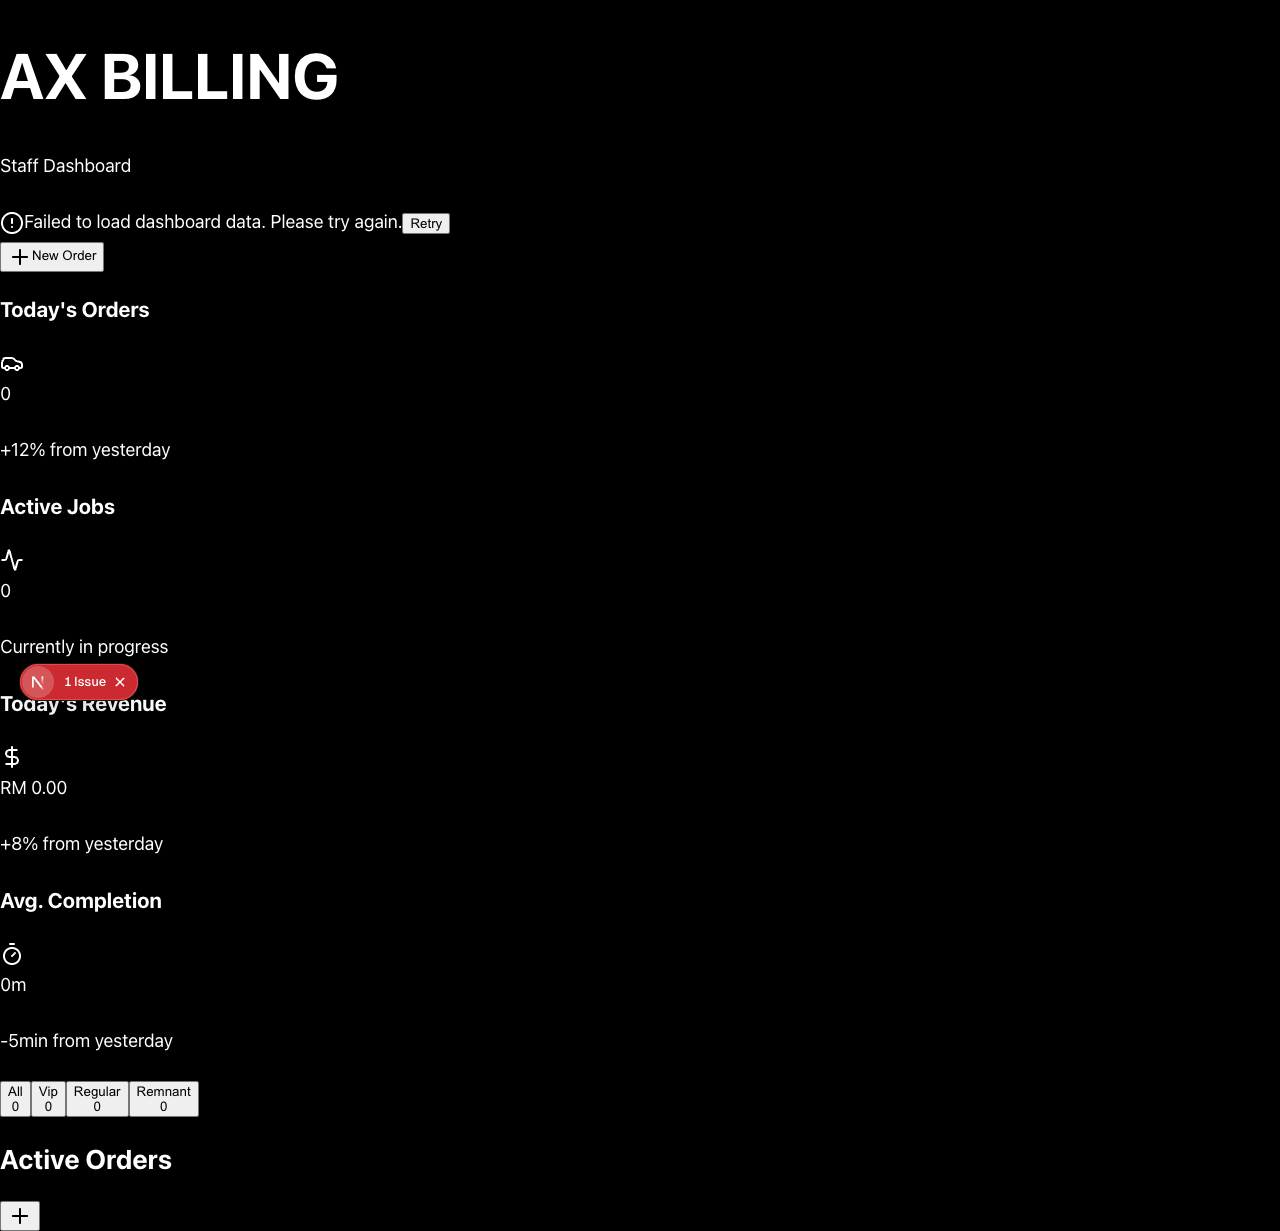 AX BILLING
Staff Dashboard
Failed to load dashboard data. Please try again. Retry
New Order
Today's Orders
0
+12% from yesterday
Active Jobs
0
Currently in progress
1 Issue
Today's Revenue
RM 0.00
+8% from yesterday
Avg. Completion
0m
-5min from yesterday
All Vip Regular Remnant
0 0 0 0
Active Orders